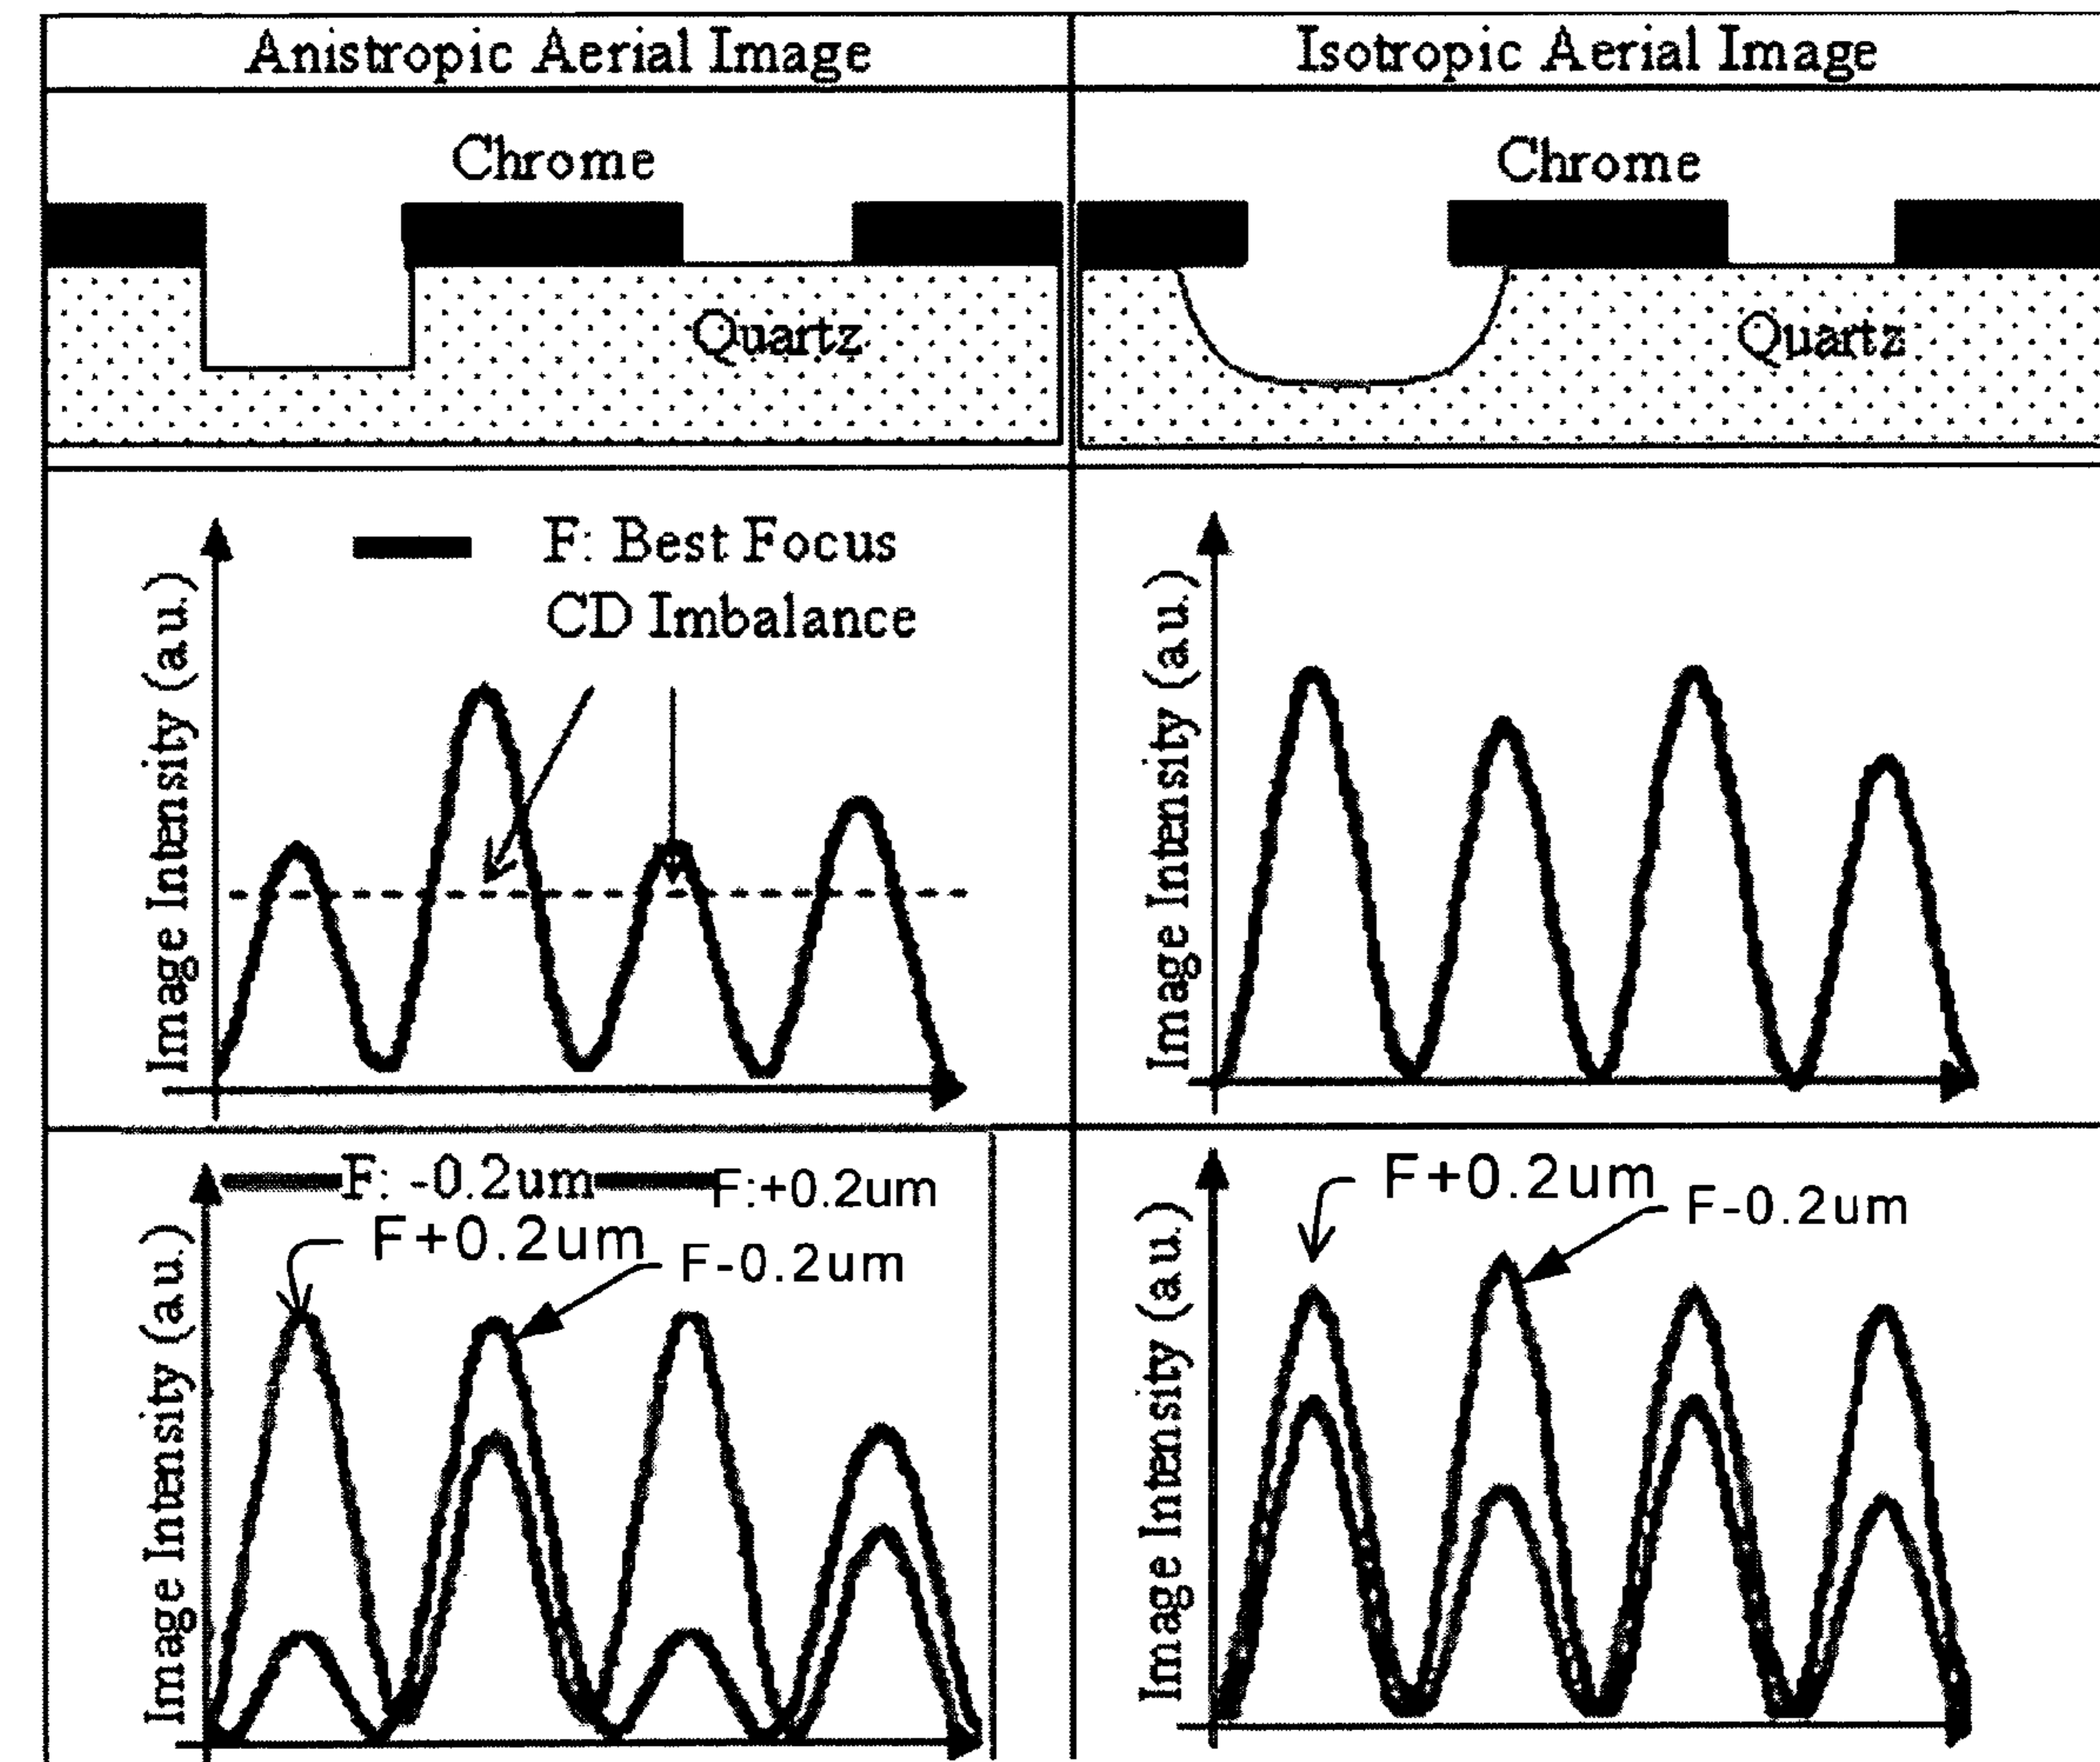 Anistropic Aerial Image
Isotropic Aerial Image
Chrome
Quartz
Chrome
Quartz
F: Best Focus
CD Imbalance
Image Intensity (a.u.)
Image Intensity (a.u.)
F: -0.2um
F:+0.2um
F+0.2um
F-0.2um
Image Intensity (a.u.)
F+0.2um
F-0.2um
Image Intensity (a.u.)